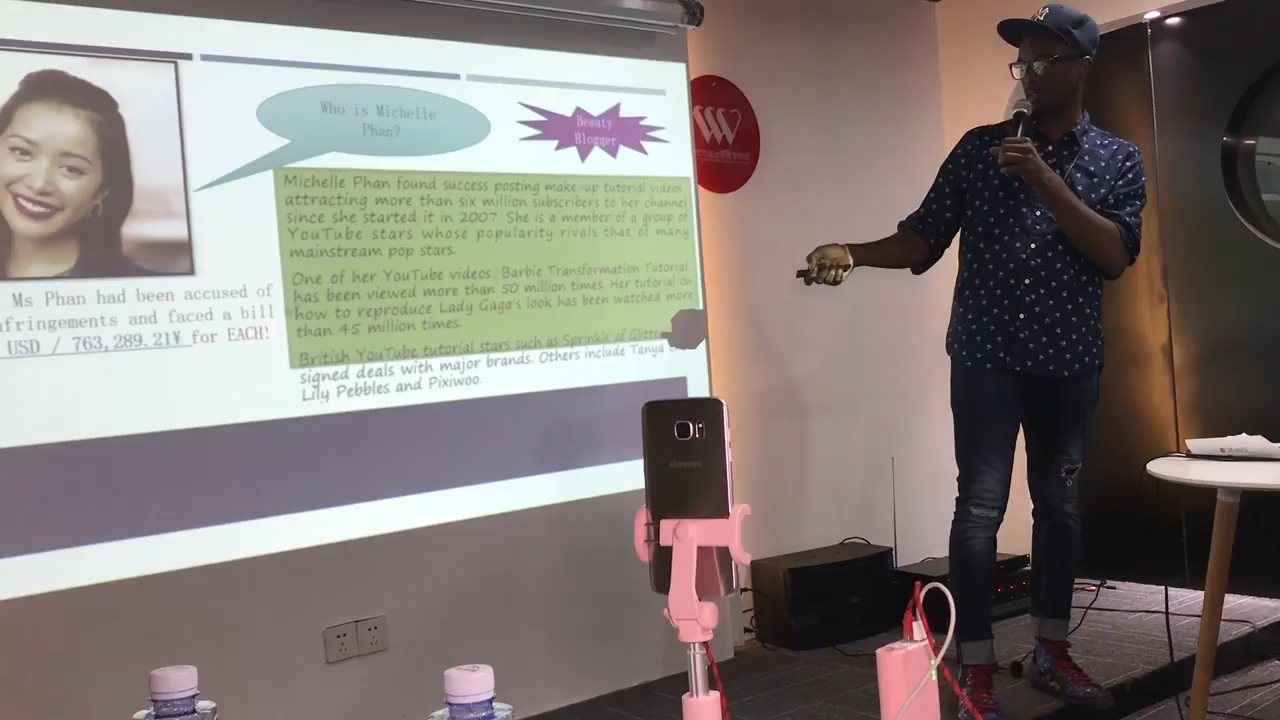 Who is Michelle
Phan?
Beauty
Blogger
Michelle Phan found success posting make-up tutorial videos,
attracting more than six million subscribers to her channel
since she started it in 2007. She is a member of a group of
YouTube stars whose popularity rivals that of many
mainstream pop stars.
One of her YouTube videos, Barbie Transformation Tutorial
has been viewed more than 50 million times. Her tutorial on
how to reproduce Lady Gaga's look has been watched more
than 45 million times.
British YouTube tutorial stars such as Sprinkle of Glitter
signed deals with major brands. Others include Tanya
Lily Pebbles and Pixiwoo.
Ms Phan had been accused of
nfringements and faced a bill
USD / 763,289.21¥ for EACH!
SAMSUNG